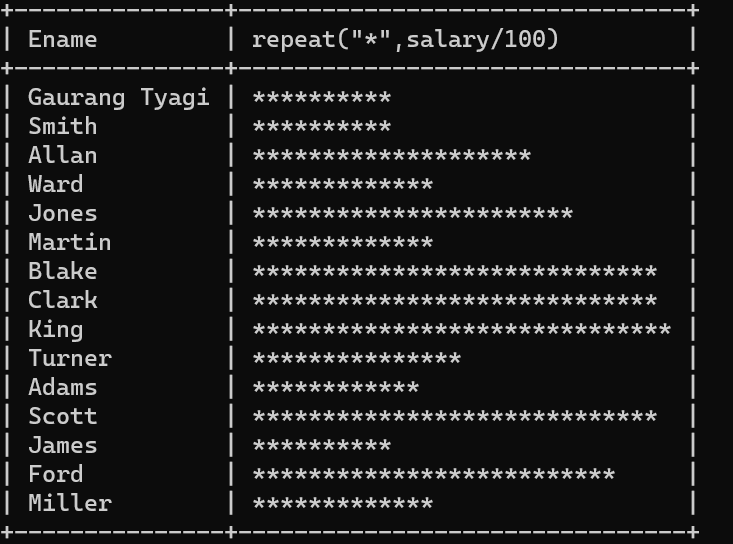 +---------------+--------------------------------+
| Ename         | repeat("*",salary/100)         |
+---------------+--------------------------------+
| Gaurang Tyagi | **********                     |
| Smith         | **********                     |
| Allan         | ********************           |
| Ward          | *************                  |
| Jones         | ***********************        |
| Martin        | *************                  |
| Blake         | *****************************  |
| Clark         | *****************************  |
| King          | ****************************** |
| Turner        | ***************                |
| Adams         | ************                   |
| Scott         | *****************************  |
| James         | **********                     |
| Ford          | **************************     |
| Miller        | *************                  |
+---------------+--------------------------------+